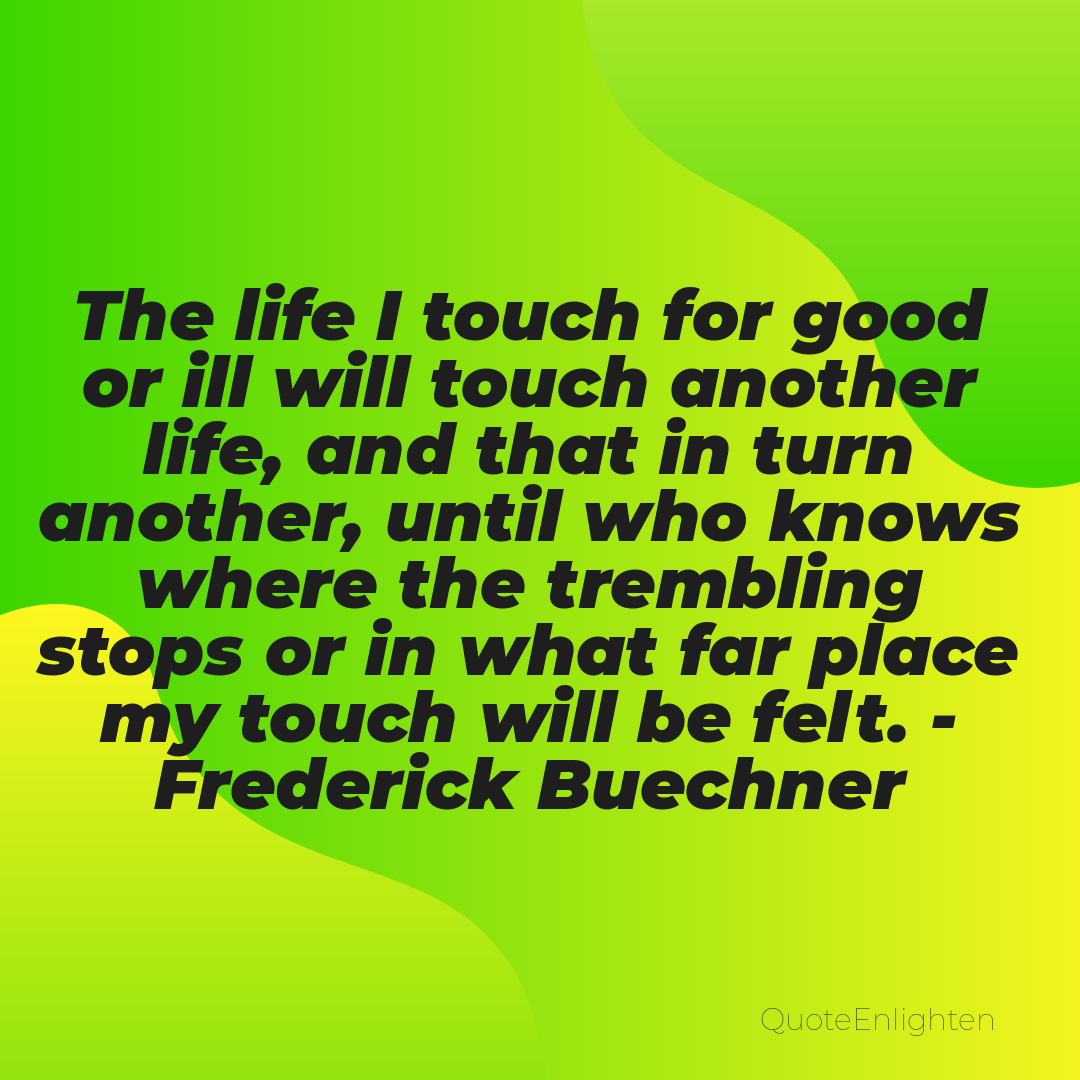 The life I touch for good
or ill will touch another
life, and that in turn
another, until who knows
where the trembling
stops or in what far place
my touch will be felt. -
Frederick Buechner
QuoteEnlighten